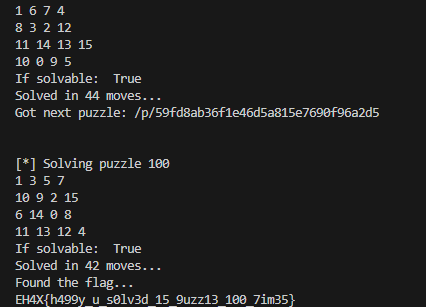 1 6 7 4
8 3 2 12
11 14 13 15
10 0 9 5
If solvable:  True
Solved in 44 moves...
Got next puzzle: /p/59fd8ab36f1e46d5a815e7690f96a2d5
[*] Solving puzzle 100
1 3 5 7
10 9 2 15
6 14 0 8
11 13 12 4
If solvable:  True
Solved in 42 moves...
Found the flag...
EH4X{h499y_u_s0lv3d_15_9uzz13_100_7im35}